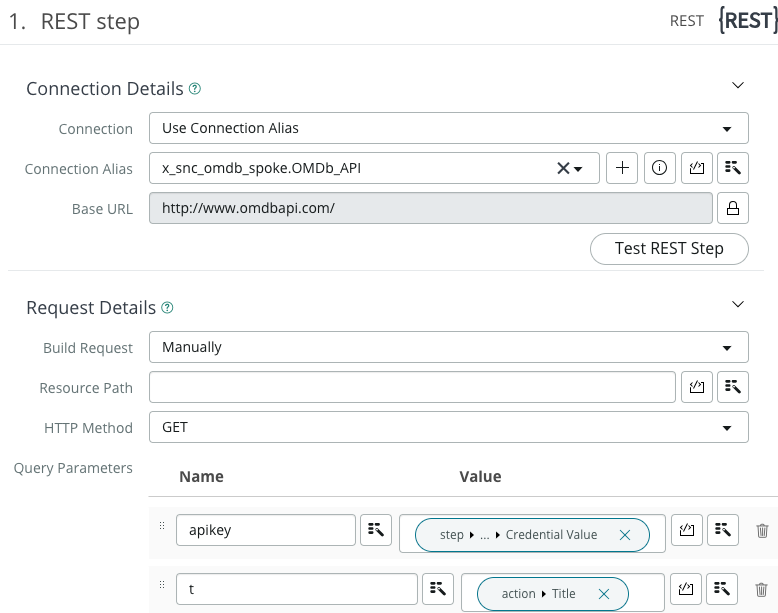 1. REST step REST {REST}
Connection Details ?
Connection Use Connection Alias
Connection Alias x_snc_omdb_spoke.OMDb_API
Base URL http://www.omdbapi.com/
Test REST Step
Request Details ?
Build Request Manually
Resource Path
HTTP Method GET
Query Parameters
Name Value
apikey step ▸ ... ▸ Credential Value
t action ▸ Title